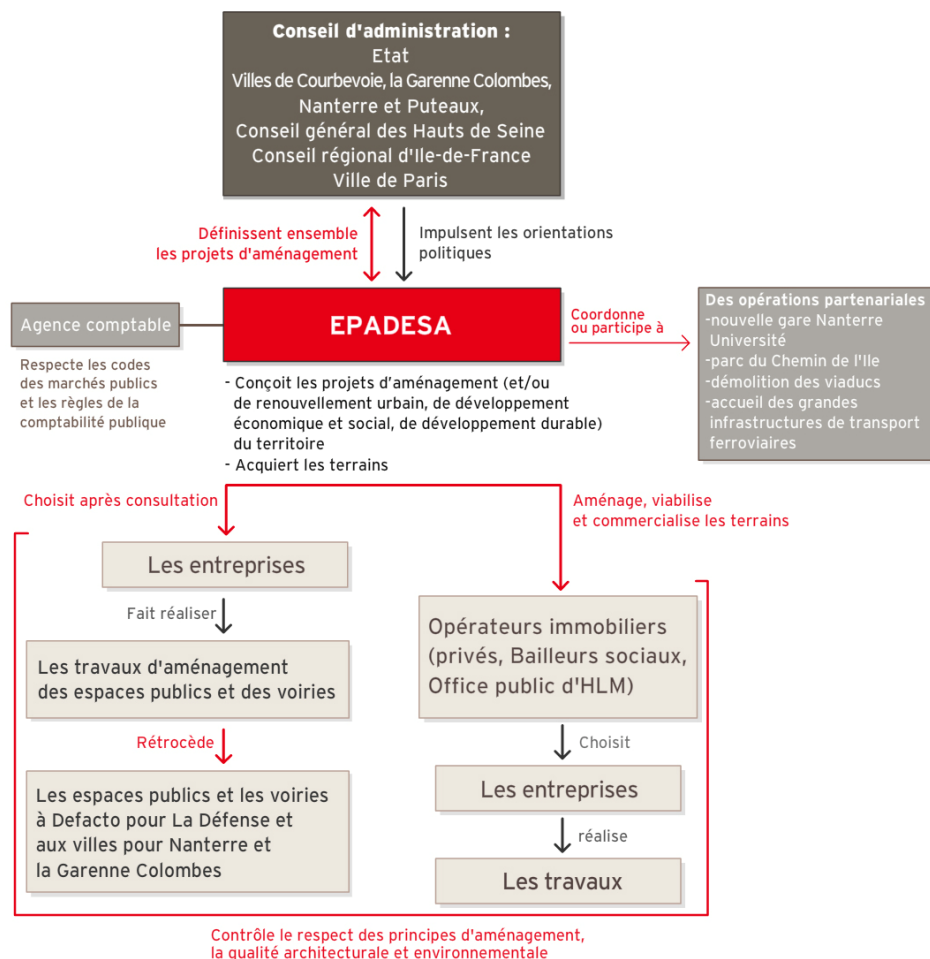 Conseil d'administration :
Etat
Villes de Courbevoie, la Garenne Colombes,
Nanterre et Puteaux,
Conseil général des Hauts de Seine
Conseil régional d'Ile-de-France
Ville de Paris
Définissent ensemble
les projets d'aménagement
Impulsent les orientations
politiques
Agence comptable
Respecte les codes
des marchés publics
et les règles de la
comptabilité publique
EPADESA
Coordonne
ou participe à
Des opérations partenariales
-nouvelle gare Nanterre
Université
-parc du Chemin de l'Ile
-démolition des viaducs
-accueil des grandes
infrastructures de transport
ferroviaires
- Conçoit les projets d'aménagement (et/ou
de renouvellement urbain, de développement
économique et social, de développement durable)
du territoire
- Acquiert les terrains
Choisit après consultation
Aménage, viabilise
et commercialise les terrains
Les entreprises
Fait réaliser
Les travaux d'aménagement
des espaces publics et des voiries
Rétrocède
Les espaces publics et les voiries
à Defacto pour La Défense et
aux villes pour Nanterre et
la Garenne Colombes
Opérateurs immobiliers
(privés, Bailleurs sociaux,
Office public d'HLM)
Choisit
Les entreprises
réalise
Les travaux
Contrôle le respect des principes d'aménagement,
la qualité architecturale et environnementale